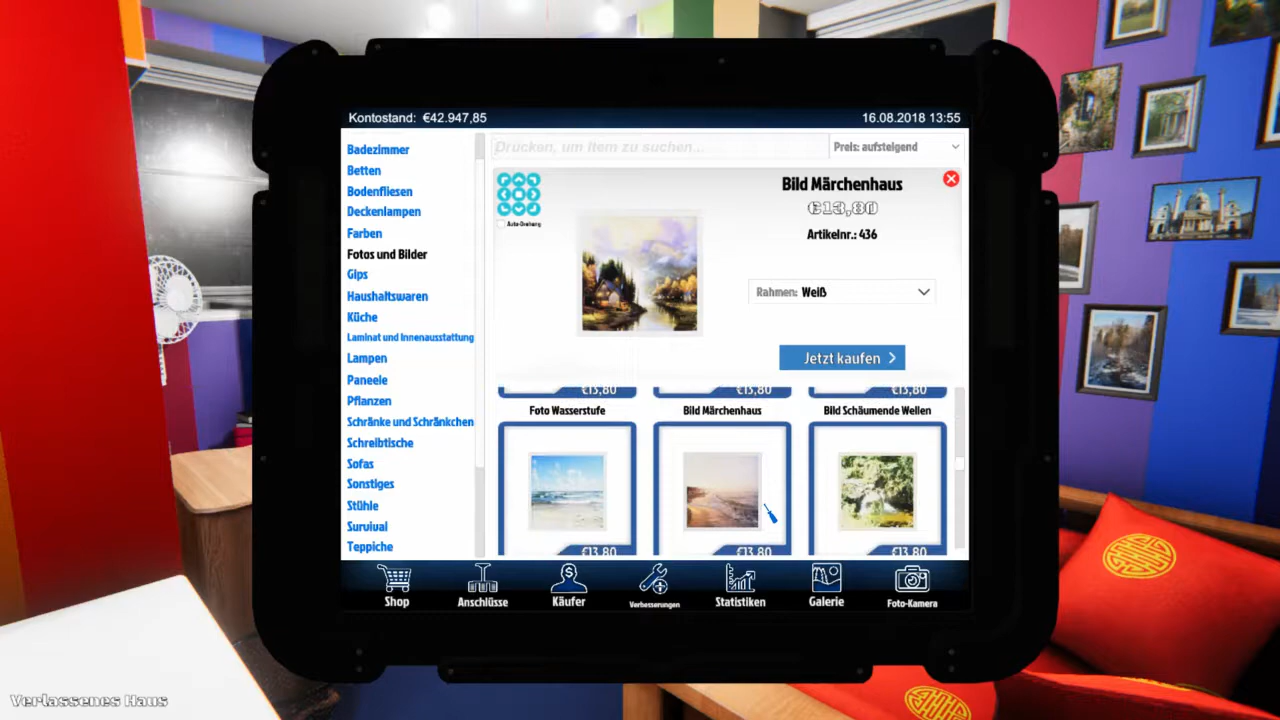 Kontostand: €42.947,85
16.08.2018 13:55
Badezimmer
Betten
Bodenfliesen
Deckenlampen
Farben
Fotos und Bilder
Gips
Haushaltswaren
Küche
Laminat und Innenausstattung
Lampen
Paneele
Pflanzen
Schränke und Schränkchen
Schreibtische
Sofas
Sonstiges
Stühle
Survival
Teppiche
Drücken, um Item zu suchen...
Preis: aufsteigend
Auto-Drehung
Bild Märchenhaus
€13,80
Artikelnr.: 436
Rahmen: Weiß
Jetzt kaufen
€13,80
€13,80
€13,80
Foto Wasserstufe
Bild Märchenhaus
Bild Schäumende Wellen
€13,80
€13,80
€13,80
Shop
Anschlüsse
Käufer
Verbesserungen
Statistiken
Galerie
Foto-Kamera
Verlassenes Haus